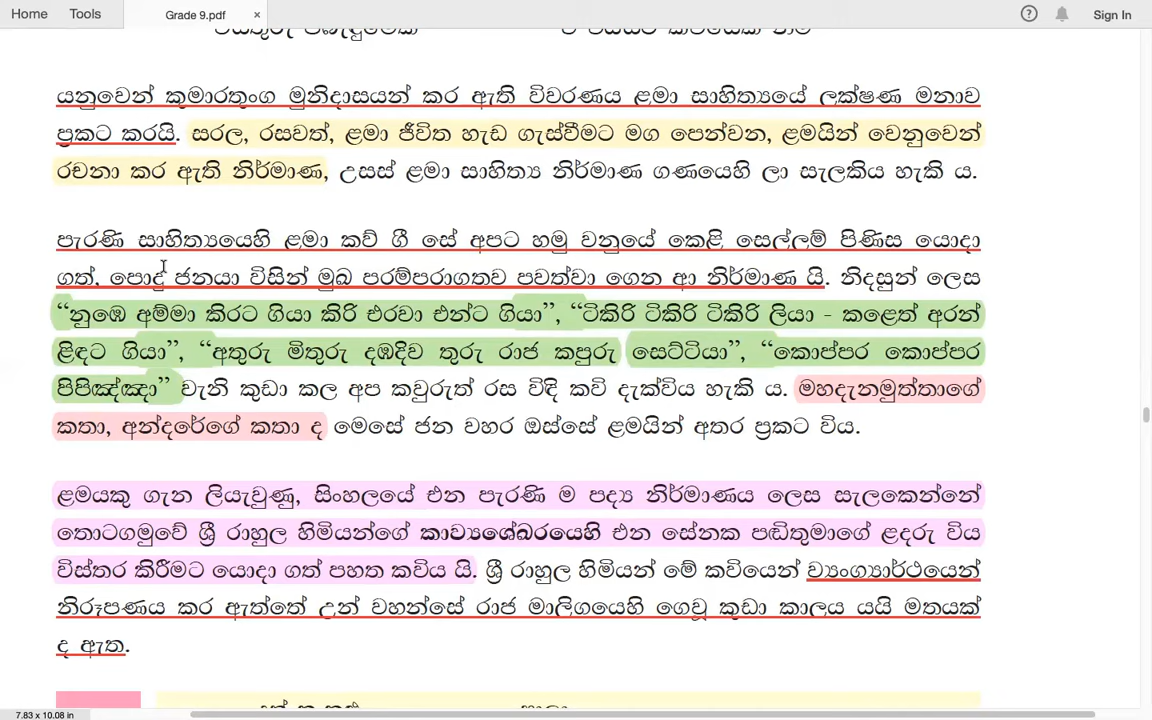 Home Tools Grade 9.pdf × Sign In
යනුවෙන් කුමාරතුංග මුනිදාසයන් කර ඇති විවරණය ළමා සාහිත්‍යයේ ලක්ෂණ මනාව
ප්‍රකට කරයි. සරල, රසවත්, ළමා ජීවිත හැඩ ගැස්වීමට මග පෙන්වන, ළමයින් වෙනුවෙන්
රචනා කර ඇති නිර්මාණ, උසස් ළමා සාහිත්‍ය නිර්මාණ ගණයෙහි ලා සැලකිය හැකි ය.
පැරණි සාහිත්‍යයෙහි ළමා කව් ගී සේ අපට හමු වනුයේ කෙළි සෙල්ලම් පිණිස යොදා
ගත්, පොදු ජනයා විසින් මුඛ පරම්පරාගතව පවත්වා ගෙන ආ නිර්මාණ යි. නිදසුන් ලෙස
“නුඹෙ අම්මා කිරට ගියා කිරි එරවා එන්ට ගියා”, “ටිකිරි ටිකිරි ටිකිරි ලියා - කළෙත් අරන්
ළිඳට ගියා”, “අතුරු මිතුරු දඹදිව තුරු රාජ කපුරු සෙට්ටියා”, “කොප්පර කොප්පර
පිපිඤ්ඤා” වැනි කුඩා කල අප කවුරුත් රස විඳි කවි දැක්විය හැකි ය. මහදැනමුත්තාගේ
කතා, අන්දරේගේ කතා ද මෙසේ ජන වහර ඔස්සේ ළමයින් අතර ප්‍රකට විය.
ළමයකු ගැන ලියැවුණු, සිංහලයේ එන පැරණි ම පද්‍ය නිර්මාණය ලෙස සැලකෙන්නේ
තොටගමුවේ ශ්‍රී රාහුල හිමියන්ගේ කාව්‍යශේඛරයෙහි එන සේනක පඬිතුමාගේ ළදරු විය
විස්තර කිරීමට යොදා ගත් පහත කවිය යි. ශ්‍රී රාහුල හිමියන් මේ කවියෙන් ව්‍යංග්‍යාර්ථයෙන්
නිරූපණය කර ඇත්තේ උන් වහන්සේ රාජ මාලිගයෙහි ගෙවූ කුඩා කාලය යයි මතයක්
ද ඇත.
7.83 x 10.08 in